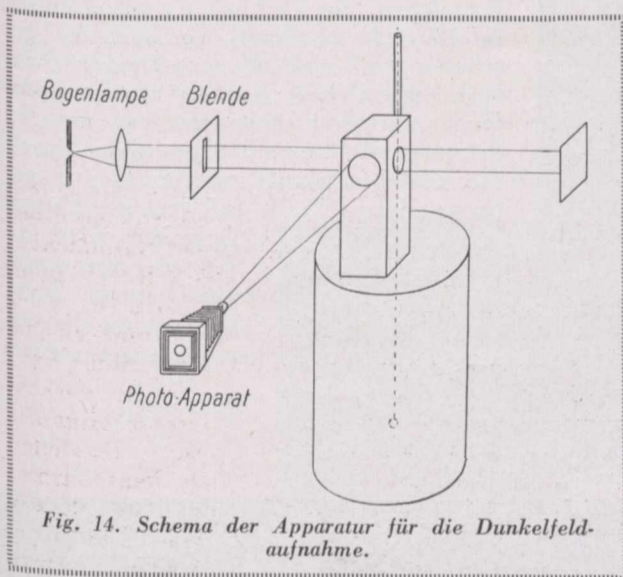 Bogenlampe Blende
Photo-Apparat
Fig. 14. Schema der Apparatur für die Dunkelfeld-
aufnahme.